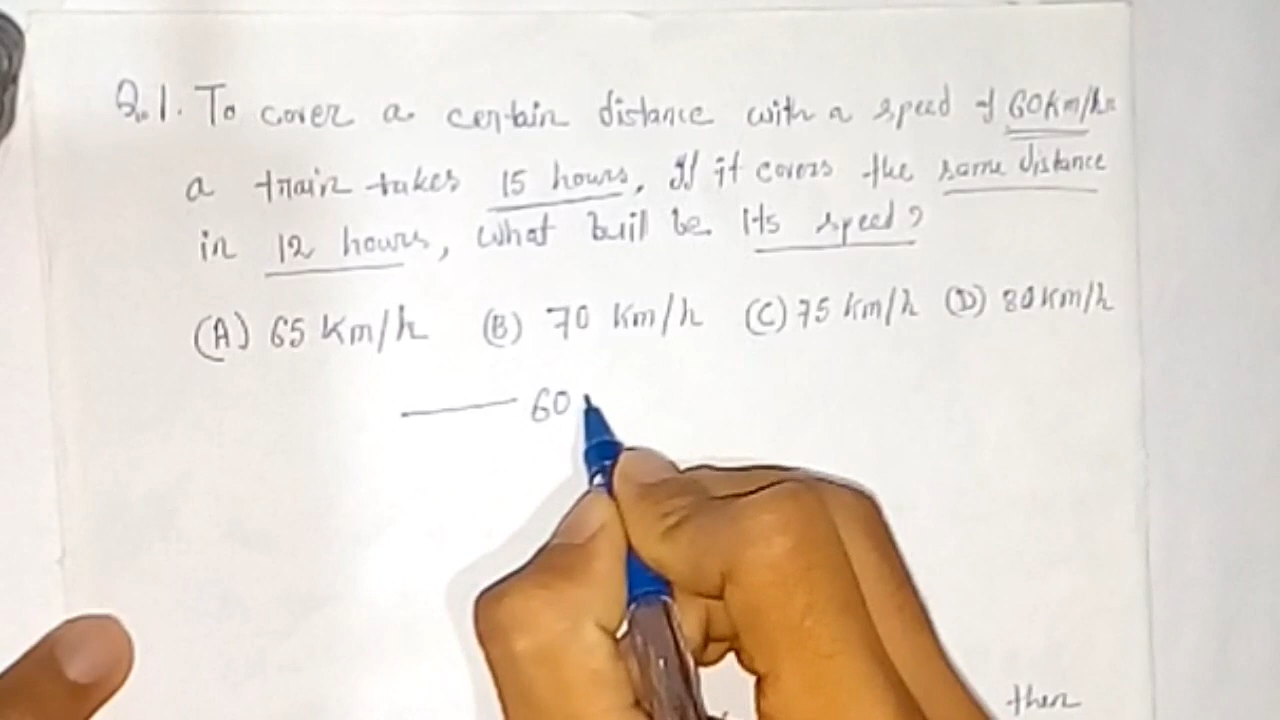 Q.1. To cover a certain distance with a speed of 60km/hr
a train takes 15 hours, If it covers the same distance
in 12 hours, what will be its speed?
(A) 65 Km/h (B) 70 Km/h (C) 75 km/h (D) 80 km/h
60
then